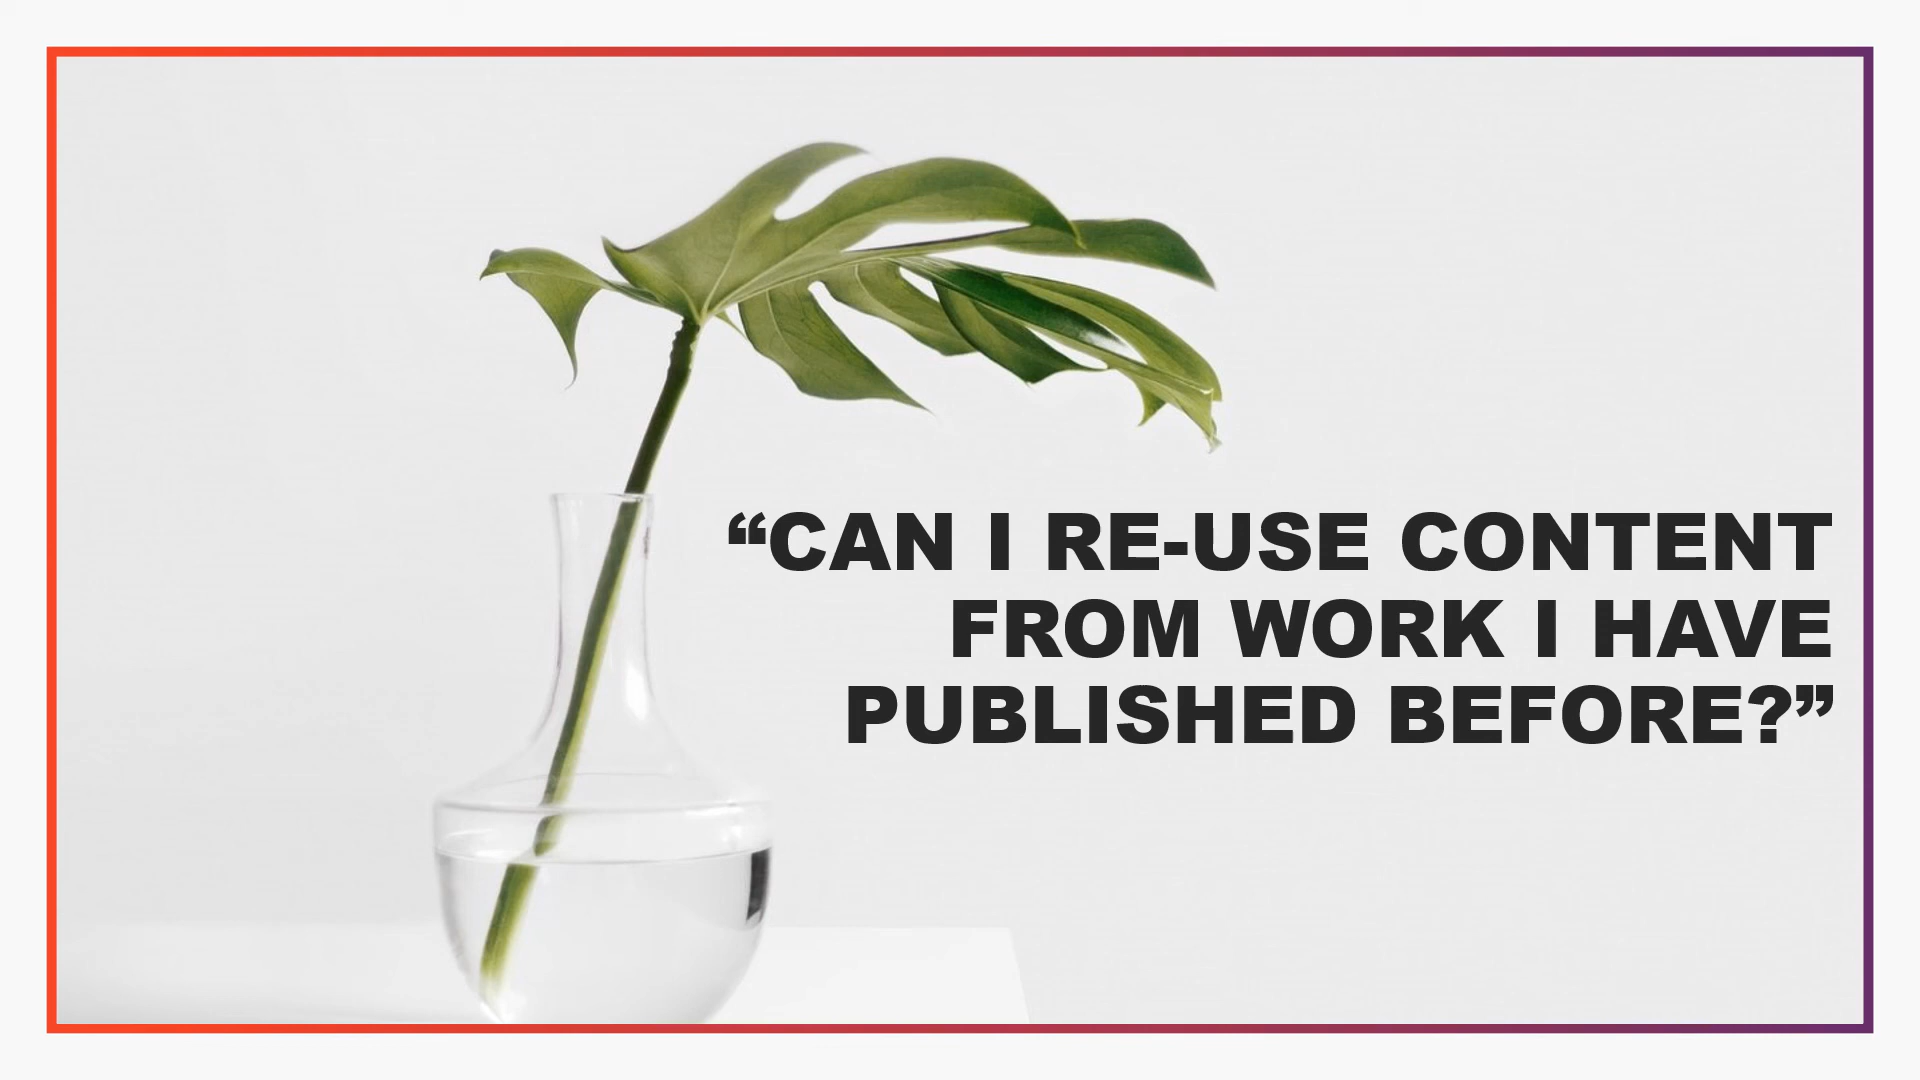 “CAN I RE-USE CONTENT
FROM WORK I HAVE
PUBLISHED BEFORE?”